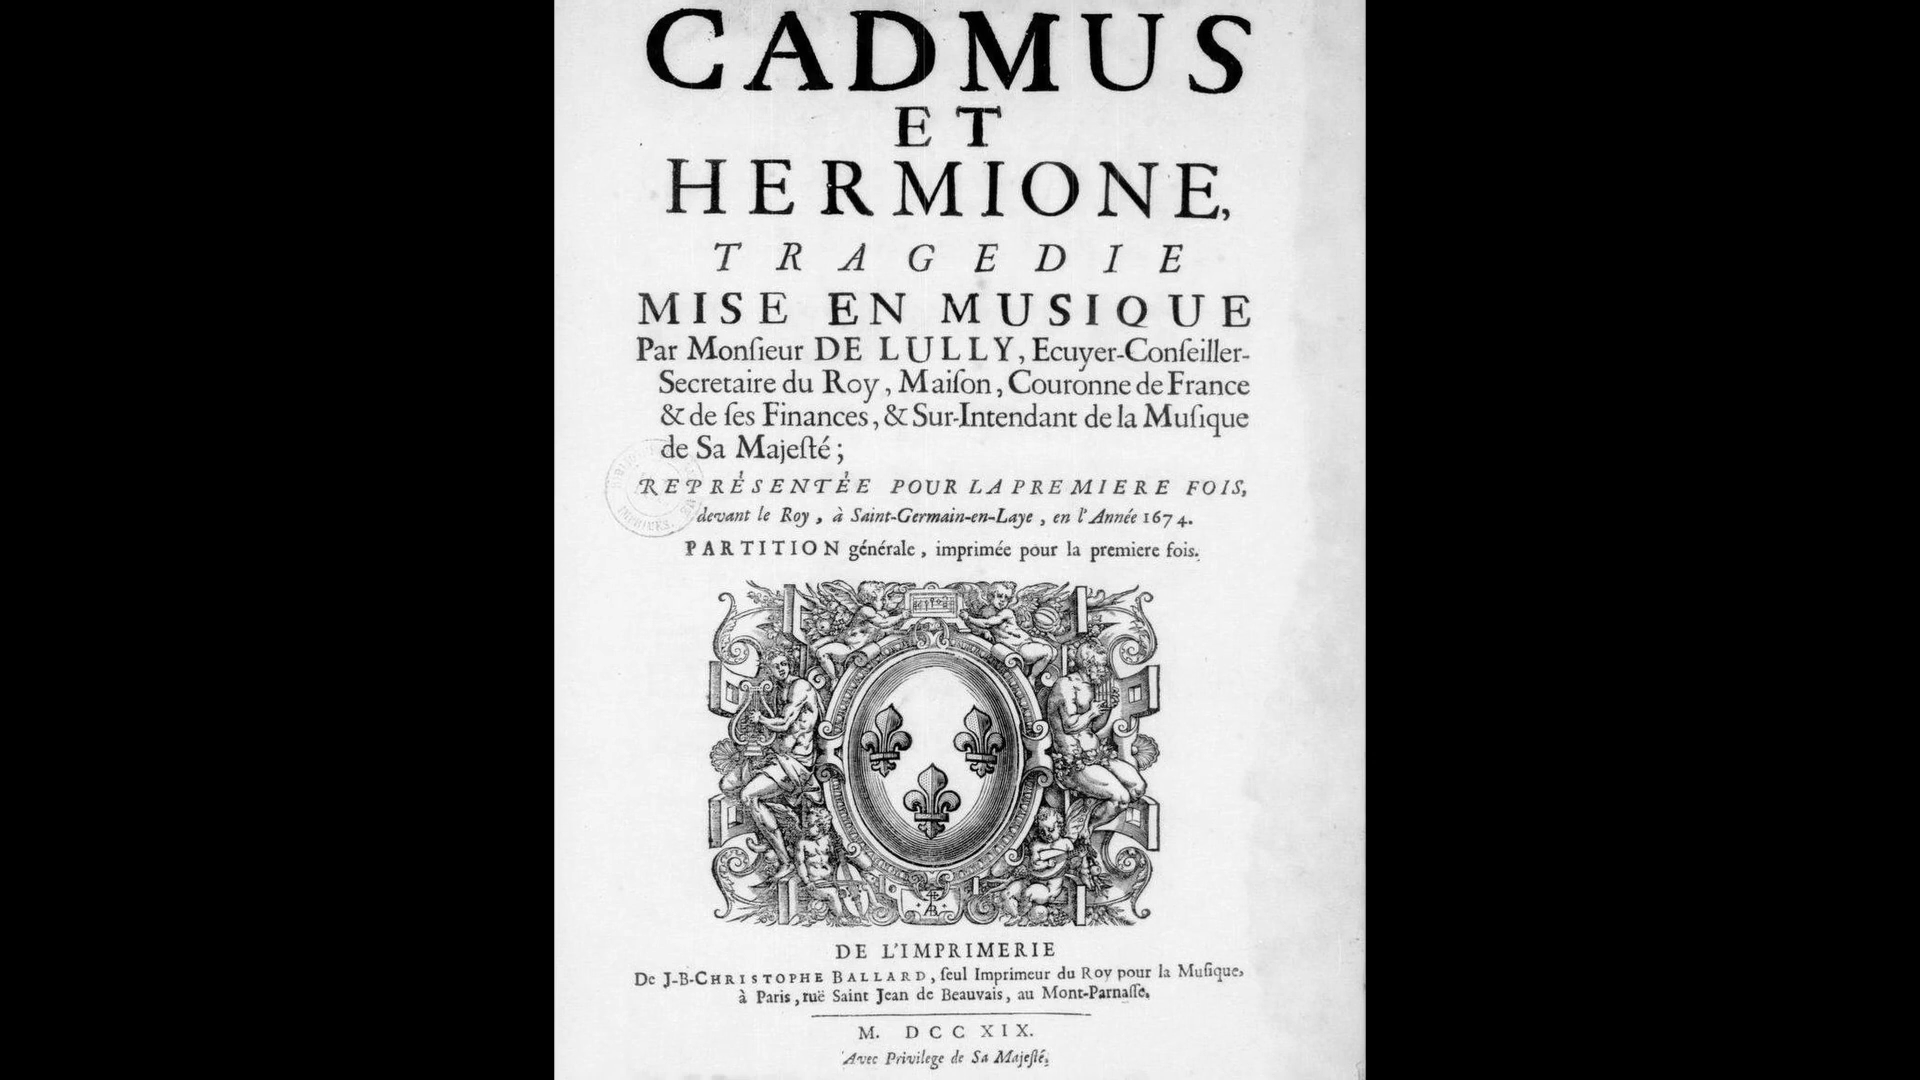 CADMUS
ET
HERMIONE,
TRAGEDIE
MISE EN MUSIQUE
Par Monſieur DE LULLY, Ecuyer-Conſeiller-
Secretaire du Roy, Maiſon, Couronne de France
& de ſes Finances, & Sur-Intendant de la Muſique
de Sa Majeſté;
REPRÉSENTÉE POUR LA PREMIERE FOIS,
devant le Roy, à Saint-Germain-en-Laye, en l'Année 1674.
PARTITION générale, imprimée pour la premiere fois.
DE L'IMPRIMERIE
De J-B-CHRISTOPHE BALLARD, ſeul Imprimeur du Roy pour la Muſique,
à Paris, ruë Saint Jean de Beauvais, au Mont-Parnaſſe.
M. DCC XIX.
Avec Privilege de Sa Majeſté.